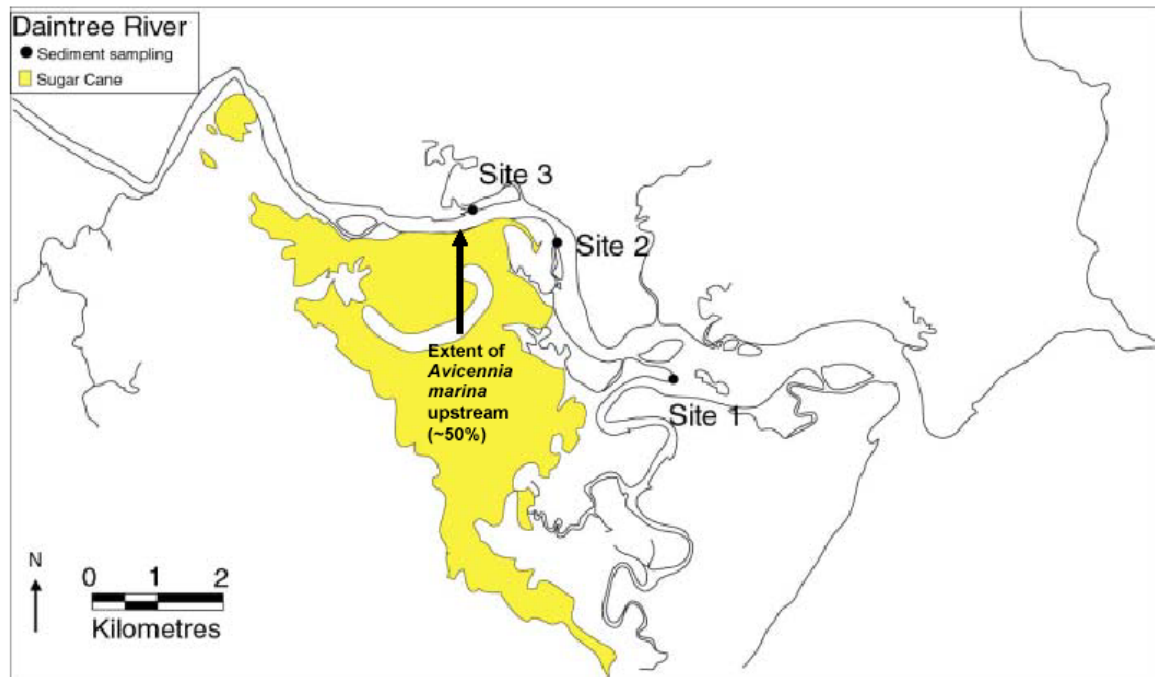 Daintree River
Sediment sampling
Sugar Cane
Site 3
Site 2
Extent of
Avicennia
marina
upstream
(~50%)
Site 1
N
0 1 2
Kilometres